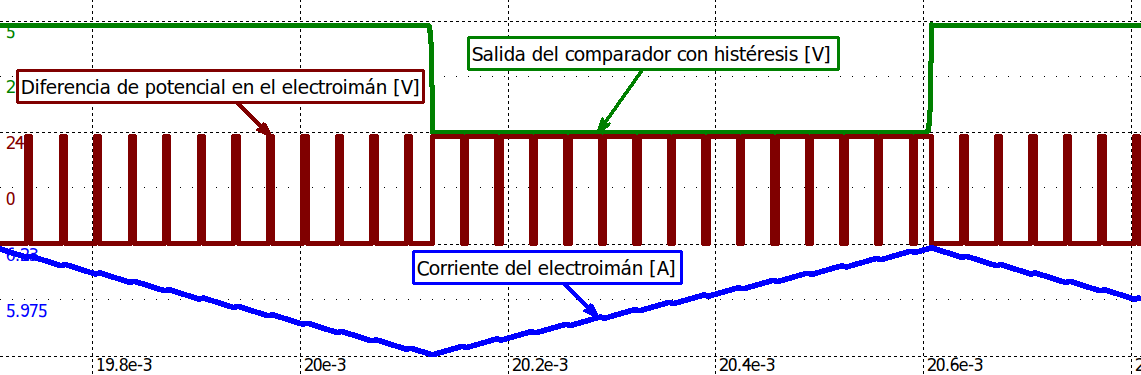 5
Salida del comparador con histéresis [V]
2
Diferencia de potencial en el electroimán [V]
24
0
6.23
Corriente del electroimán [A]
5.975
19.8e-3
20e-3
20.2e-3
20.4e-3
20.6e-3
2